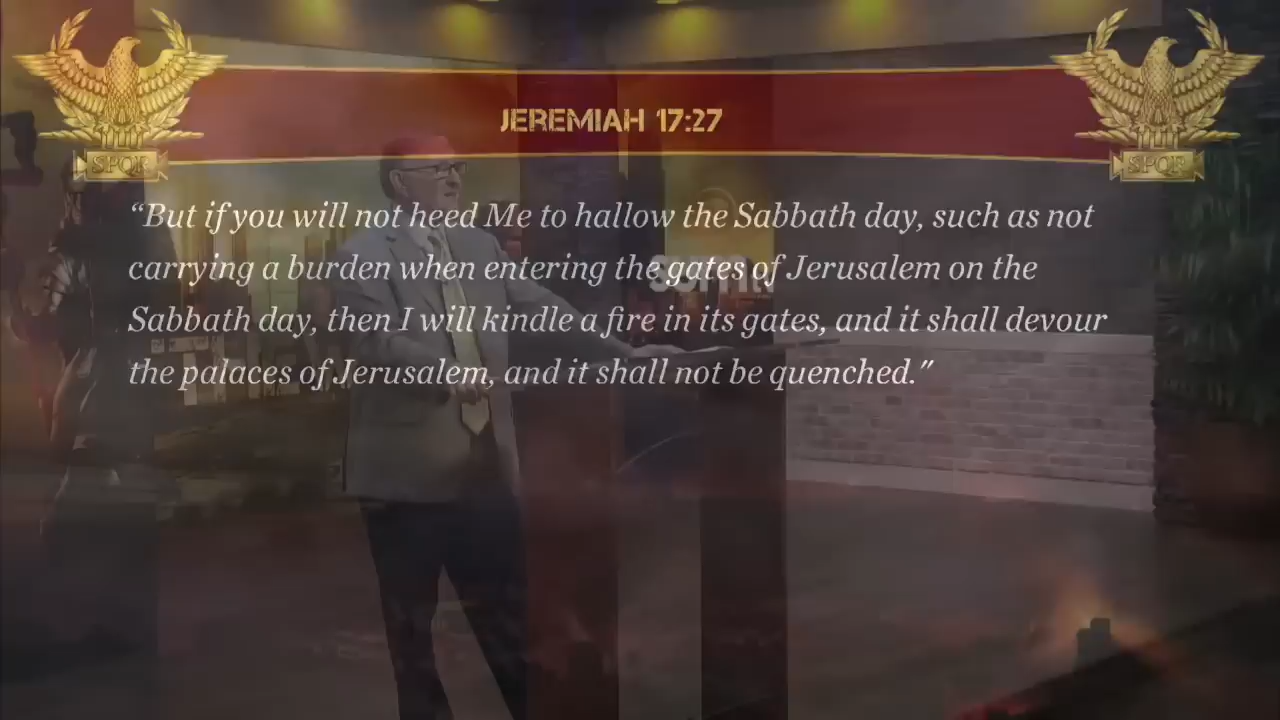 JEREMIAH 17:27
SPQR
SPQR
“But if you will not heed Me to hallow the Sabbath day, such as not
carrying a burden when entering the gates of Jerusalem on the
Sabbath day, then I will kindle a fire in its gates, and it shall devour
the palaces of Jerusalem, and it shall not be quenched."